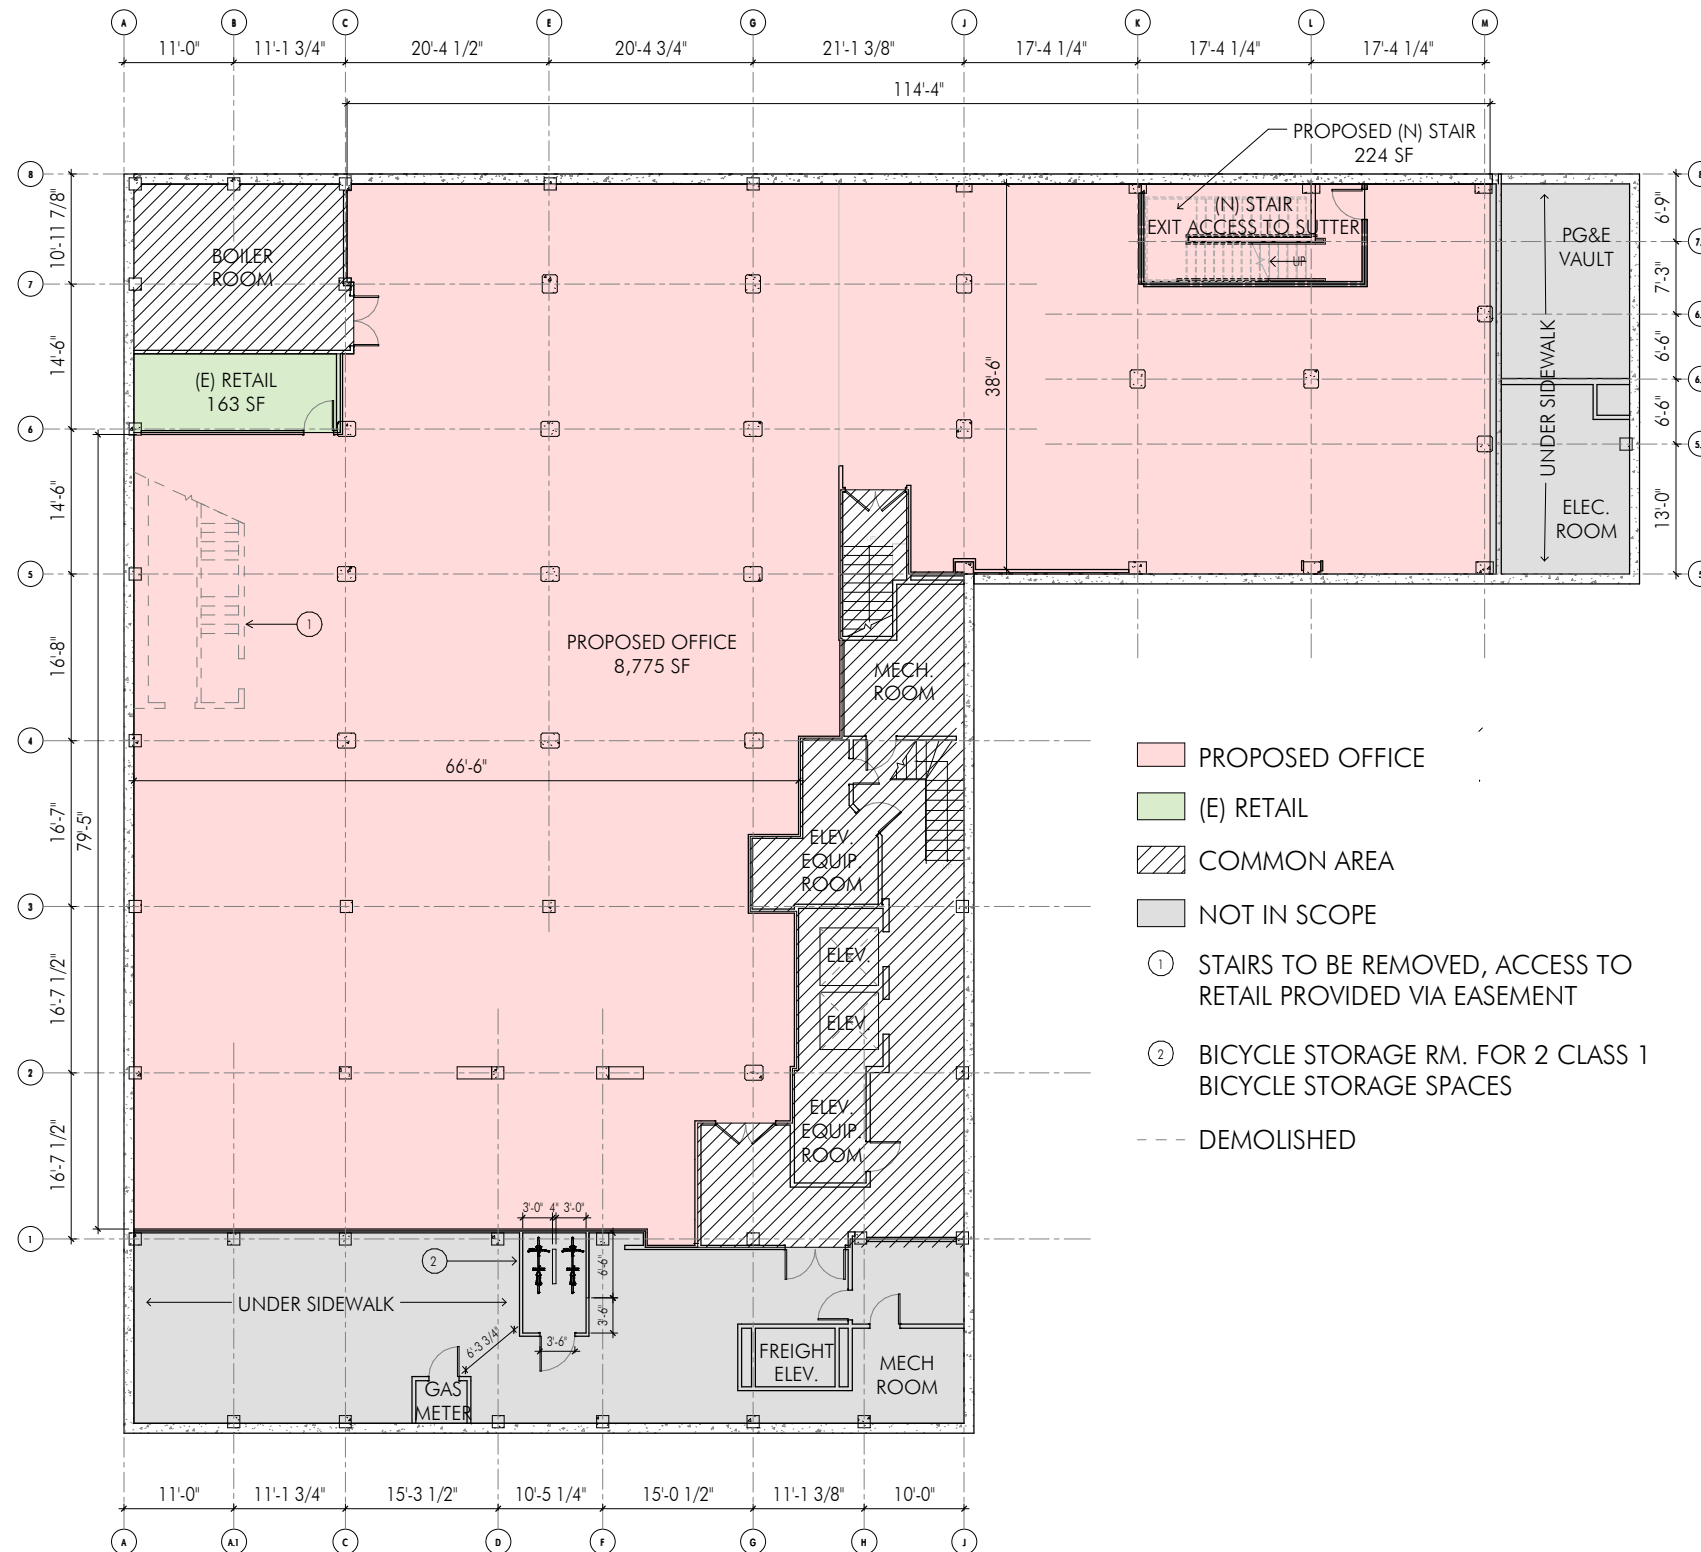 A B C E G J K L M
11'-0" 11'-1 3/4" 20'-4 1/2" 20'-4 3/4" 21'-1 3/8" 17'-4 1/4" 17'-4 1/4" 17'-4 1/4"
114'-4"
PROPOSED (N) STAIR
224 SF
8
10'-11 7/8"
7
14'-6"
6
14'-6"
5
16'-8"
4
16'-7"
79'-5"
3
16'-7 1/2"
2
16'-7 1/2"
1
BOILER
ROOM
(E) RETAIL
163 SF
(N) STAIR
EXIT ACCESS TO SUTTER
UP
38'-6"
PG&E
VAULT
UNDER SIDEWALK
ELEC.
ROOM
6'-9"
7'-3"
6'-6"
6'-6"
13'-0"
1
PROPOSED OFFICE
8,775 SF
66'-6"
MECH.
ROOM
ELEV.
EQUIP.
ROOM
ELEV.
ELEV.
ELEV.
EQUIP.
ROOM
PROPOSED OFFICE
(E) RETAIL
COMMON AREA
NOT IN SCOPE
1 STAIRS TO BE REMOVED, ACCESS TO
RETAIL PROVIDED VIA EASEMENT
2 BICYCLE STORAGE RM. FOR 2 CLASS 1
BICYCLE STORAGE SPACES
DEMOLISHED
3'-0" 4" 3'-0"
2
6'-6"
3'-6"
3'-6"
6'-3 3/4"
UNDER SIDEWALK
GAS
METER
FREIGHT
ELEV.
MECH
ROOM
11'-0" 11'-1 3/4" 15'-3 1/2" 10'-5 1/4" 15'-0 1/2" 11'-1 3/8" 10'-0"
A A.1 C D F G H J